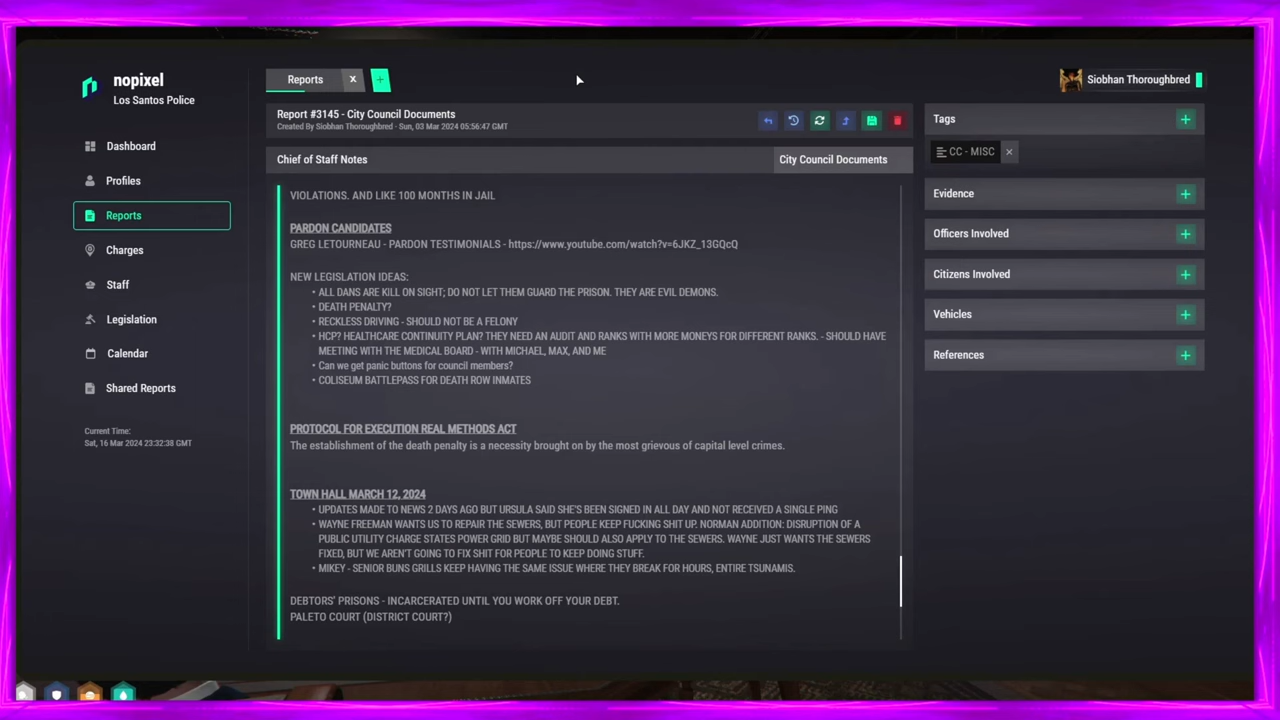 nopixel
Los Santos Police
Dashboard
Profiles
Reports
Charges
Staff
Legislation
Calendar
Shared Reports
Current Time:
Sat, 16 Mar 2024 23:32:38 GMT
Reports x +
Report #3145 - City Council Documents
Created By Siobhan Thoroughbred - Sun, 03 Mar 2024 05:56:47 GMT
Chief of Staff Notes
City Council Documents
VIOLATIONS. AND LIKE 100 MONTHS IN JAIL
PARDON CANDIDATES
GREG LETOURNEAU - PARDON TESTIMONIALS - https://www.youtube.com/watch?v=6JKZ_13GQcQ
NEW LEGISLATION IDEAS:
• ALL DANS ARE KILL ON SIGHT; DO NOT LET THEM GUARD THE PRISON. THEY ARE EVIL DEMONS.
• DEATH PENALTY?
• RECKLESS DRIVING - SHOULD NOT BE A FELONY
• HCP? HEALTHCARE CONTINUITY PLAN? THEY NEED AN AUDIT AND RANKS WITH MORE MONEYS FOR DIFFERENT RANKS. - SHOULD HAVE
MEETING WITH THE MEDICAL BOARD - WITH MICHAEL, MAX, AND ME
• Can we get panic buttons for council members?
• COLISEUM BATTLEPASS FOR DEATH ROW INMATES
PROTOCOL FOR EXECUTION REAL METHODS ACT
The establishment of the death penalty is a necessity brought on by the most grievous of capital level crimes.
TOWN HALL MARCH 12, 2024
• UPDATES MADE TO NEWS 2 DAYS AGO BUT URSULA SAID SHE'S BEEN SIGNED IN ALL DAY AND NOT RECEIVED A SINGLE PING
• WAYNE FREEMAN WANTS US TO REPAIR THE SEWERS, BUT PEOPLE KEEP FUCKING SHIT UP. NORMAN ADDITION: DISRUPTION OF A
PUBLIC UTILITY CHARGE STATES POWER GRID BUT MAYBE SHOULD ALSO APPLY TO THE SEWERS. WAYNE JUST WANTS THE SEWERS
FIXED, BUT WE AREN'T GOING TO FIX SHIT FOR PEOPLE TO KEEP DOING STUFF.
• MIKEY - SENIOR BUNS GRILLS KEEP HAVING THE SAME ISSUE WHERE THEY BREAK FOR HOURS, ENTIRE TSUNAMIS.
DEBTORS' PRISONS - INCARCERATED UNTIL YOU WORK OFF YOUR DEBT.
PALETO COURT (DISTRICT COURT?)
Siobhan Thoroughbred
Tags
CC - MISC
Evidence
Officers Involved
Citizens Involved
Vehicles
References